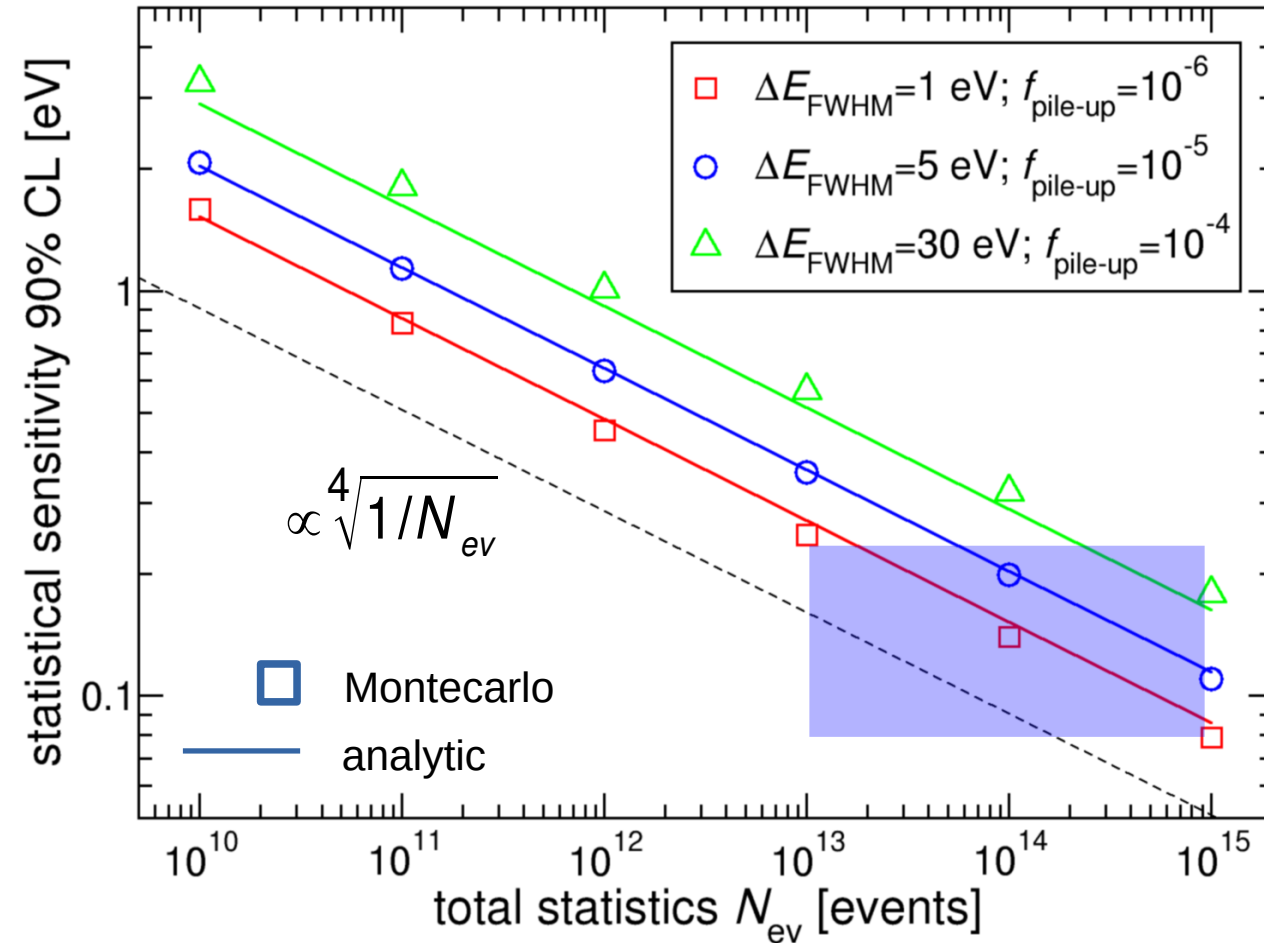 statistical sensitivity 90% CL [eV]
ΔE_FWHM=1 eV; f_pile-up=10^-6
ΔE_FWHM=5 eV; f_pile-up=10^-5
ΔE_FWHM=30 eV; f_pile-up=10^-4
1
∝ ∜(1/N_ev)
0.1
Montecarlo
analytic
10^10 10^11 10^12 10^13 10^14 10^15
total statistics N_ev [events]